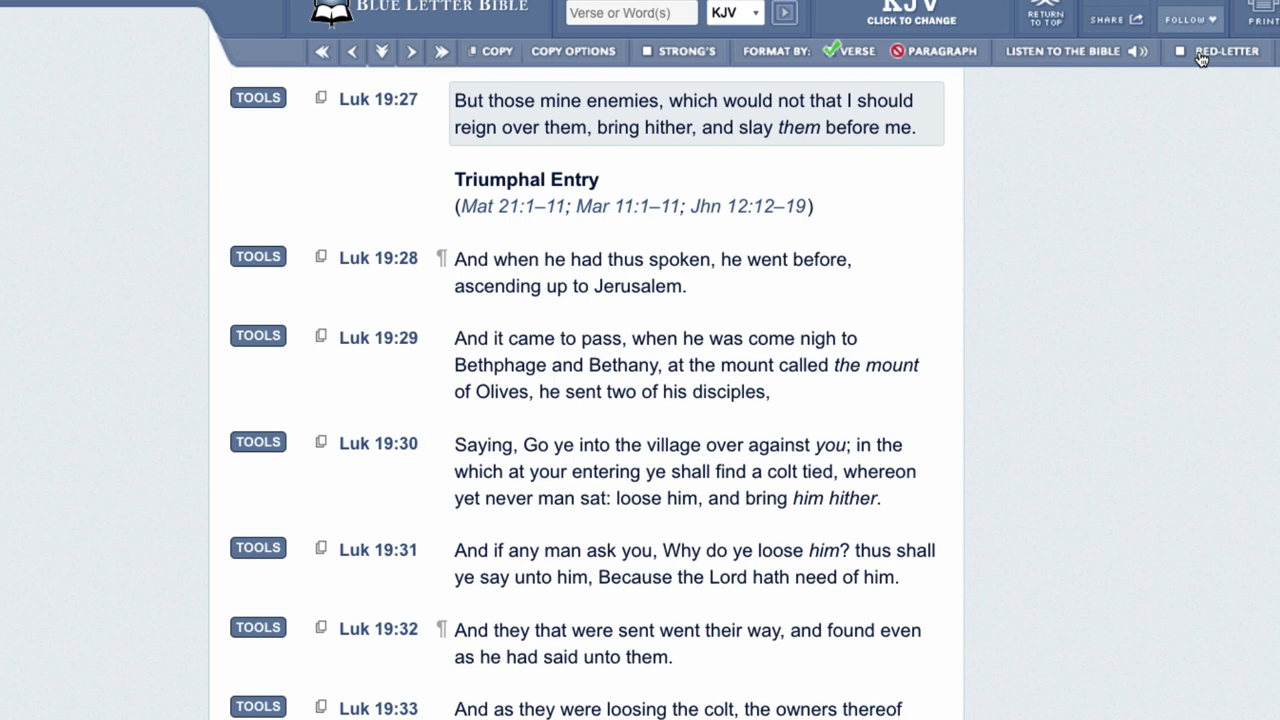 BLUE LETTER BIBLE
Verse or Word(s)
KJV
KJV
CLICK TO CHANGE
RETURN
TO TOP
SHARE
FOLLOW
PRINT
COPY
COPY OPTIONS
STRONG'S
FORMAT BY:
VERSE
PARAGRAPH
LISTEN TO THE BIBLE
RED-LETTER
TOOLS
Luk 19:27
But those mine enemies, which would not that I should
reign over them, bring hither, and slay them before me.
Triumphal Entry
(Mat 21:1–11; Mar 11:1–11; Jhn 12:12–19)
TOOLS
Luk 19:28
¶ And when he had thus spoken, he went before,
ascending up to Jerusalem.
TOOLS
Luk 19:29
And it came to pass, when he was come nigh to
Bethphage and Bethany, at the mount called the mount
of Olives, he sent two of his disciples,
TOOLS
Luk 19:30
Saying, Go ye into the village over against you; in the
which at your entering ye shall find a colt tied, whereon
yet never man sat: loose him, and bring him hither.
TOOLS
Luk 19:31
And if any man ask you, Why do ye loose him? thus shall
ye say unto him, Because the Lord hath need of him.
TOOLS
Luk 19:32
¶ And they that were sent went their way, and found even
as he had said unto them.
TOOLS
Luk 19:33
And as they were loosing the colt, the owners thereof